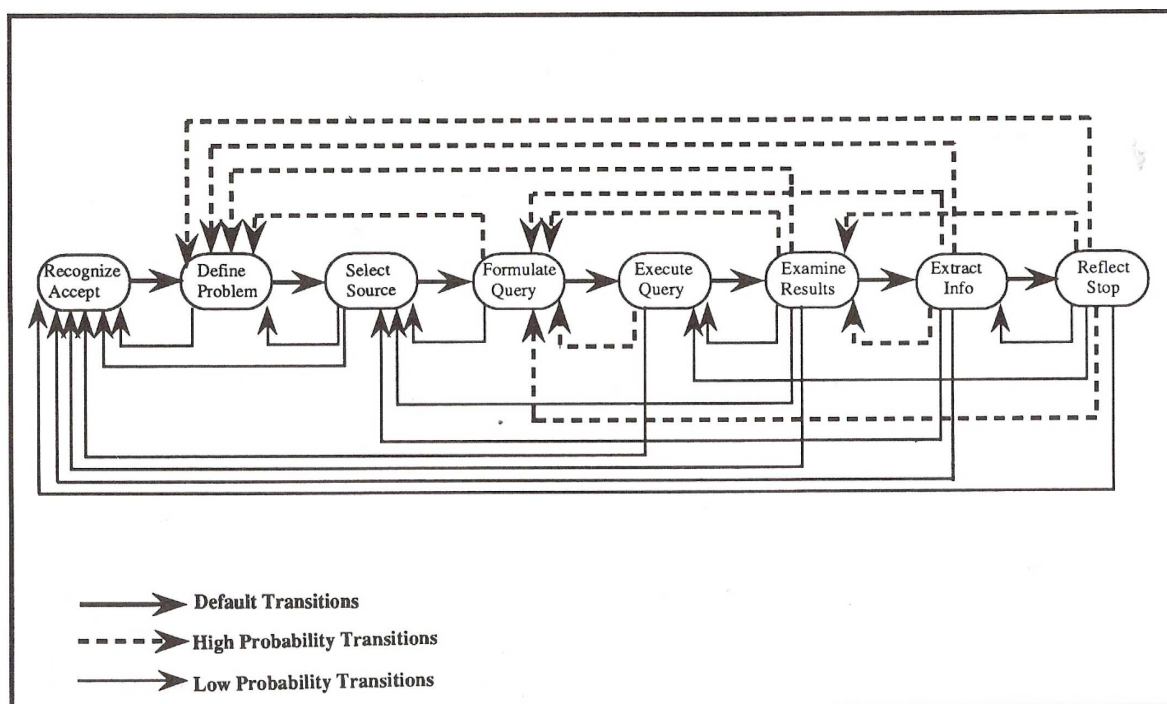 Recognize
Accept
Define
Problem
Select
Source
Formulate
Query
Execute
Query
Examine
Results
Extract
Info
Reflect
Stop
Default Transitions
High Probability Transitions
Low Probability Transitions